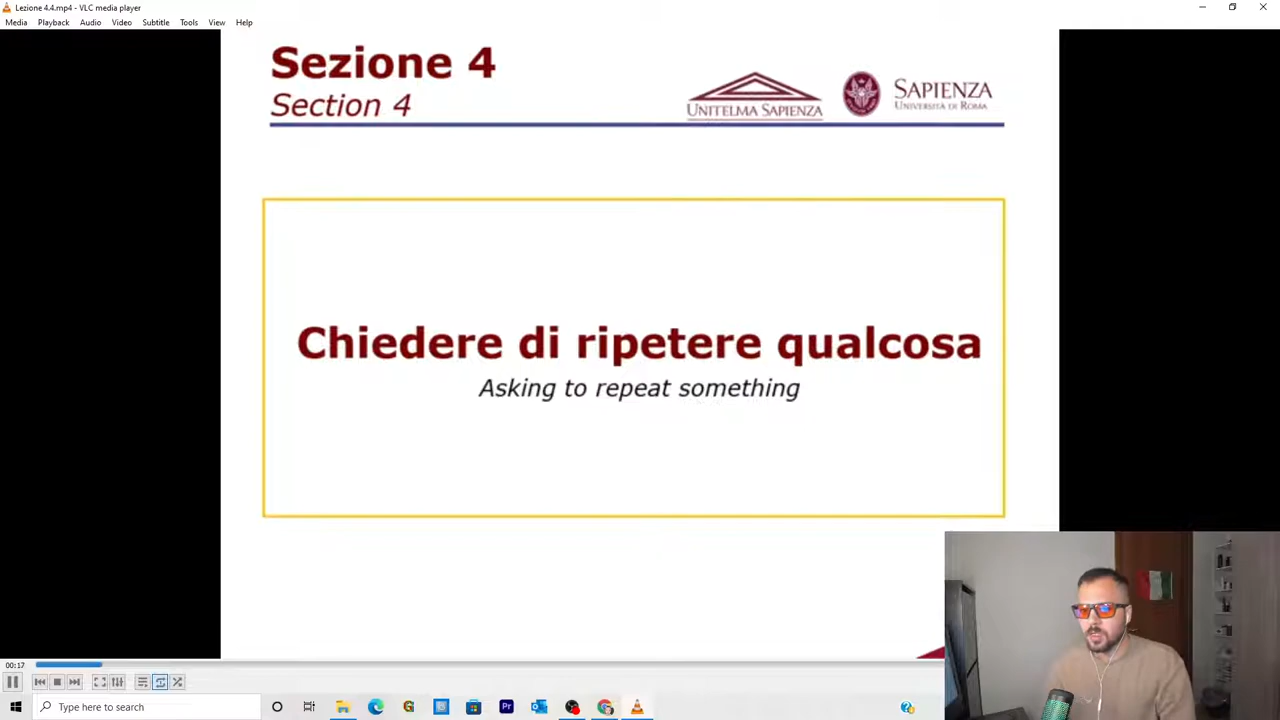 Lezione 4.4.mp4 - VLC media player
Media Playback Audio Video Subtitle Tools View Help
Sezione 4
Section 4
UNITELMA SAPIENZA
SAPIENZA
UNIVERSITÀ DI ROMA
Chiedere di ripetere qualcosa
Asking to repeat something
00:17
Type here to search
Pr